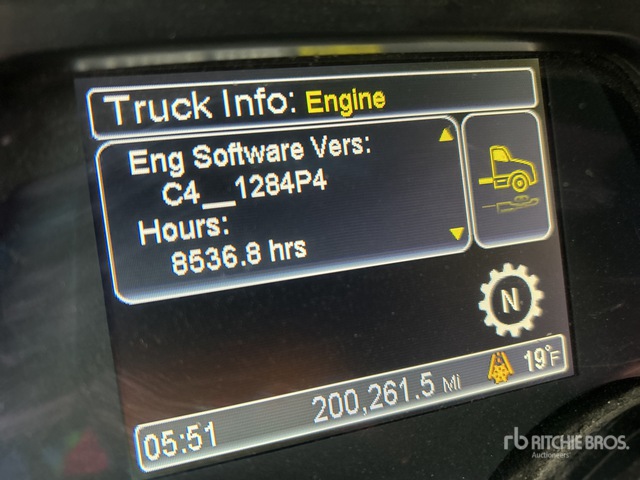 Truck Info: Engine
Eng Software Vers:
C4__1284P4
Hours:
8536.8 hrs
N
200,261.5 Mi
19°F
05:51
rb RITCHIE BROS.
Auctioneers